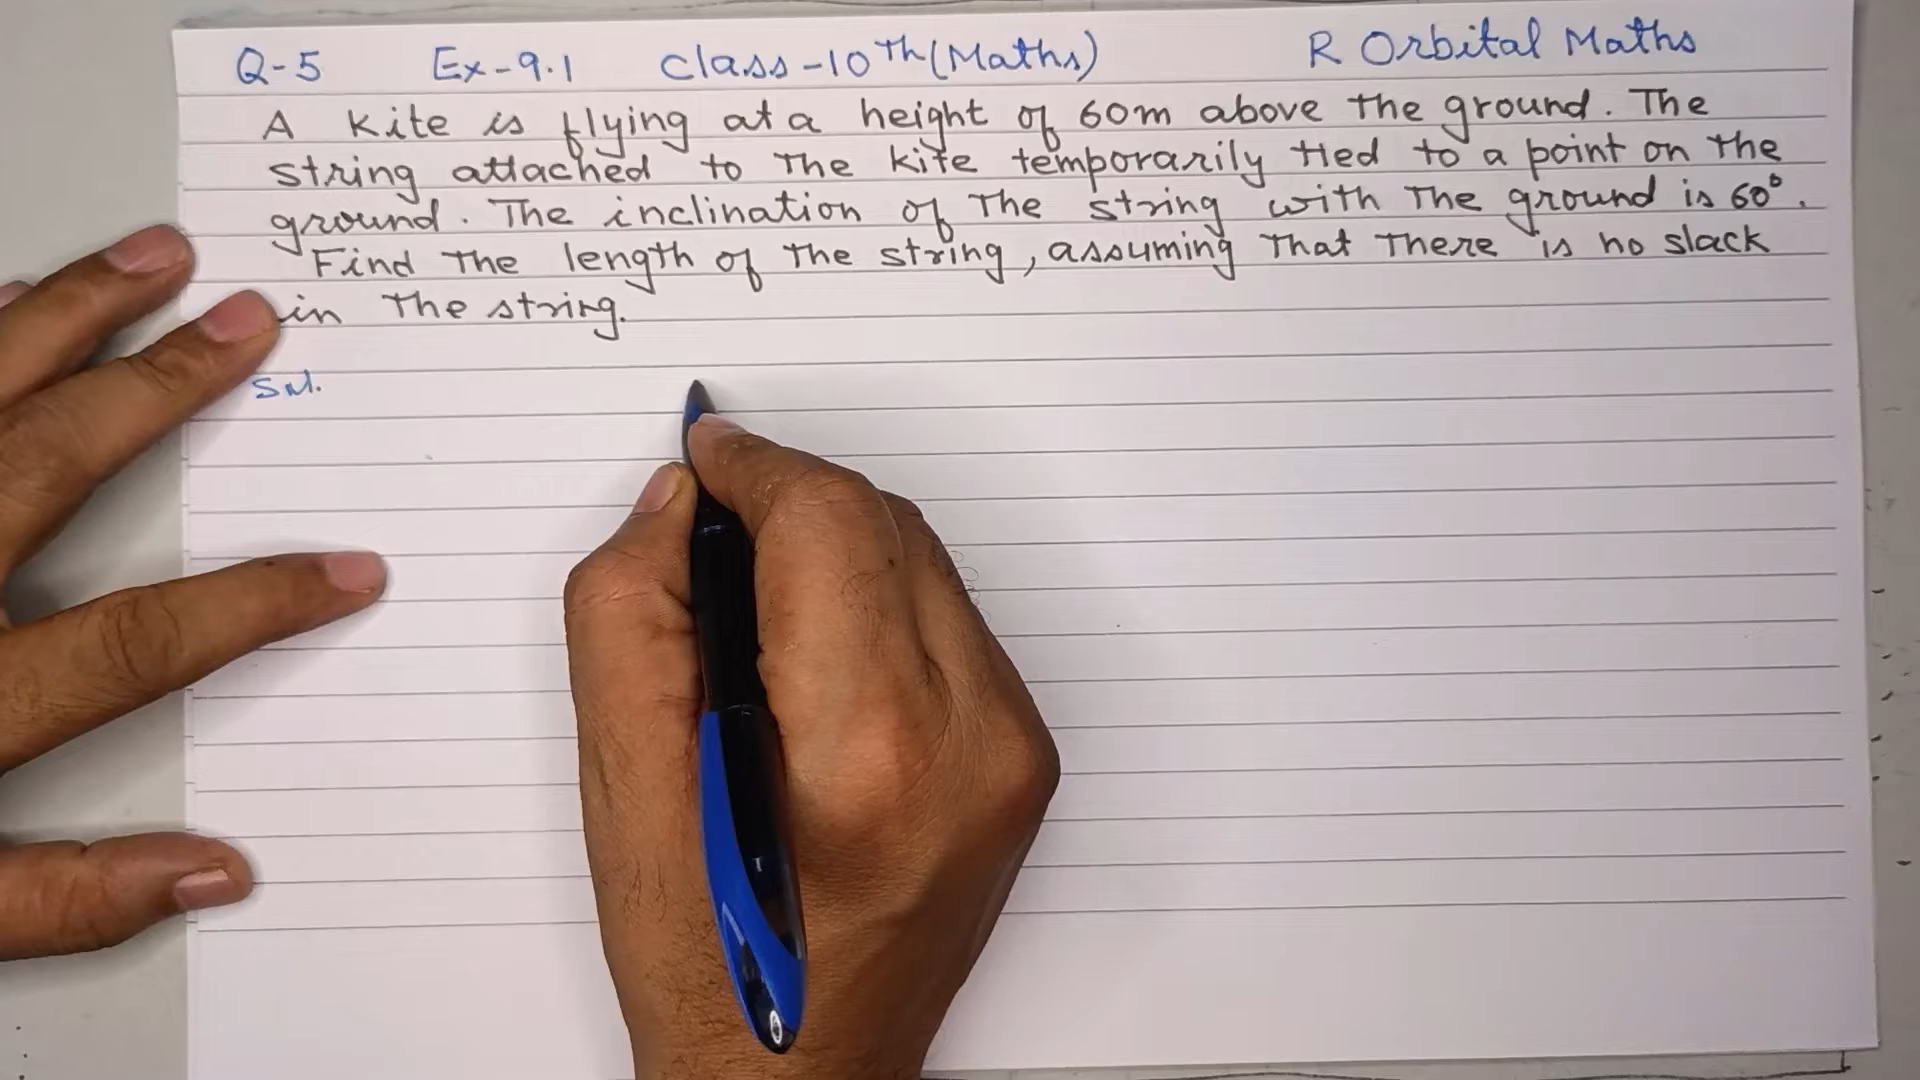 Q-5 Ex-9.1 Class-10Th (Maths) R Orbital Maths
A kite is flying at a height of 60m above the ground. The
string attached to the kite temporarily tied to a point on the
ground. The inclination of the string with the ground is 60°.
Find the length of the string, assuming that there is no slack
in the string.
Sol.